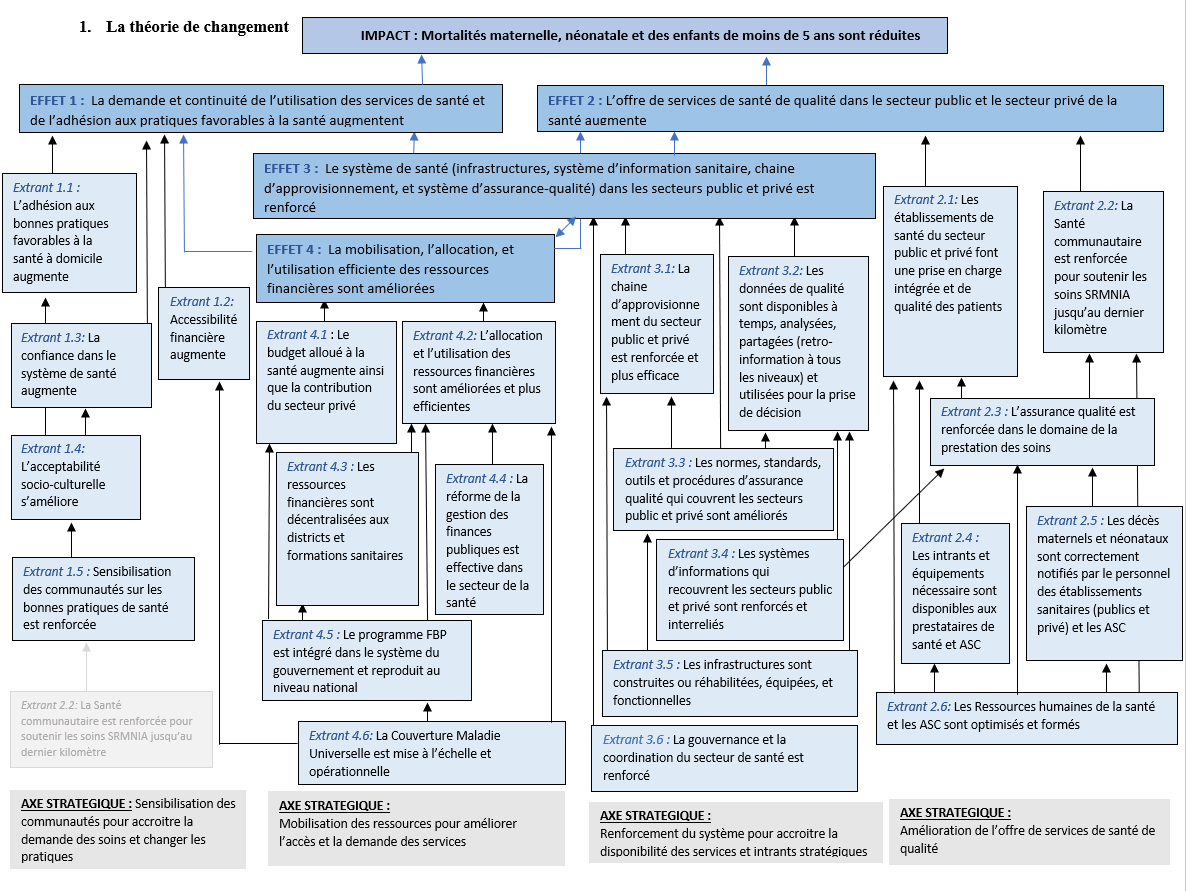 1. La théorie de changement
IMPACT : Mortalités maternelle, néonatale et des enfants de moins de 5 ans sont réduites
EFFET 1 : La demande et continuité de l'utilisation des services de santé et
de l'adhésion aux pratiques favorables à la santé augmentent
EFFET 2 : L'offre de services de santé de qualité dans le secteur public et le secteur privé de la
santé augmente
EFFET 3 : Le système de santé (infrastructures, système d'information sanitaire, chaine
d'approvisionnement, et système d'assurance-qualité) dans les secteurs public et privé est
renforcé
EFFET 4 : La mobilisation, l'allocation, et
l'utilisation efficiente des ressources
financières sont améliorées
Extrant 1.1 :
L'adhésion aux
bonnes pratiques
favorables à la
santé à domicile
augmente
Extrant 1.2:
Accessibilité
financière
augmente
Extrant 1.3: La
confiance dans le
système de santé
augmente
Extrant 1.4:
L'acceptabilité
socio-culturelle
s'améliore
Extrant 1.5 : Sensibilisation
des communautés sur les
bonnes pratiques de santé
est renforcée
Extrant 2.2: La Santé
communautaire est renforcée pour
soutenir les soins SRMNIA jusqu'au
dernier kilomètre
Extrant 4.1 : Le
budget alloué à la
santé augmente ainsi
que la contribution
du secteur privé
Extrant 4.2: L'allocation
et l'utilisation des
ressources financières
sont améliorées et plus
efficientes
Extrant 4.3 : Les
ressources
financières sont
décentralisées aux
districts et
formations sanitaires
Extrant 4.4 : La
réforme de la
gestion des
finances
publiques est
effective dans
le secteur de la
santé
Extrant 4.5 : Le programme FBP
est intégré dans le système du
gouvernement et reproduit au
niveau national
Extrant 4.6: La Couverture Maladie
Universelle est mise à l'échelle et
opérationnelle
Extrant 3.1: La
chaine
d'approvisionne
ment du secteur
public et privé
est renforcée et
plus efficace
Extrant 3.2: Les
données de qualité
sont disponibles à
temps, analysées,
partagées (retro-
information à tous
les niveaux) et
utilisées pour la prise
de décision
Extrant 3.3 : Les normes, standards,
outils et procédures d'assurance
qualité qui couvrent les secteurs
public et privé sont améliorés
Extrant 3.4 : Les systèmes
d'informations qui
recouvrent les secteurs public
et privé sont renforcés et
interreliés
Extrant 3.5 : Les infrastructures sont
construites ou réhabilitées, équipées, et
fonctionnelles
Extrant 3.6 : La gouvernance et la
coordination du secteur de santé est
renforcé
Extrant 2.1: Les
établissements de
santé du secteur
public et privé font
une prise en charge
intégrée et de
qualité des patients
Extrant 2.2: La
Santé
communautaire
est renforcée
pour soutenir les
soins SRMNIA
jusqu'au dernier
kilomètre
Extrant 2.3 : L'assurance qualité est
renforcée dans le domaine de la
prestation des soins
Extrant 2.4 :
Les intrants et
équipements
nécessaire sont
disponibles aux
prestataires de
santé et ASC
Extrant 2.5 : Les décès
maternels et néonataux
sont correctement
notifiés par le personnel
des établissements
sanitaires (publics et
privé) et les ASC
Extrant 2.6: Les Ressources humaines de la santé
et les ASC sont optimisés et formés
AXE STRATEGIQUE : Sensibilisation des
communautés pour accroitre la
demande des soins et changer les
pratiques
AXE STRATEGIQUE :
Mobilisation des ressources pour améliorer
l'accès et la demande des services
AXE STRATEGIQUE :
Renforcement du système pour accroitre la
disponibilité des services et intrants stratégiques
AXE STRATEGIQUE :
Amélioration de l'offre de services de santé de
qualité